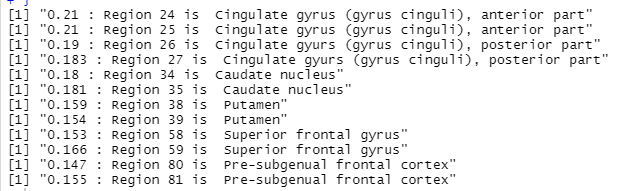 [1] "0.21 : Region 24 is  Cingulate gyrus (gyrus cinguli), anterior part"
[1] "0.21 : Region 25 is  Cingulate gyrus (gyrus cinguli), anterior part"
[1] "0.19 : Region 26 is  Cingulate gyurs (gyrus cinguli), posterior part"
[1] "0.183 : Region 27 is  Cingulate gyurs (gyrus cinguli), posterior part"
[1] "0.18 : Region 34 is  Caudate nucleus"
[1] "0.181 : Region 35 is  Caudate nucleus"
[1] "0.159 : Region 38 is  Putamen"
[1] "0.154 : Region 39 is  Putamen"
[1] "0.153 : Region 58 is  Superior frontal gyrus"
[1] "0.166 : Region 59 is  Superior frontal gyrus"
[1] "0.147 : Region 80 is  Pre-subgenual frontal cortex"
[1] "0.155 : Region 81 is  Pre-subgenual frontal cortex"